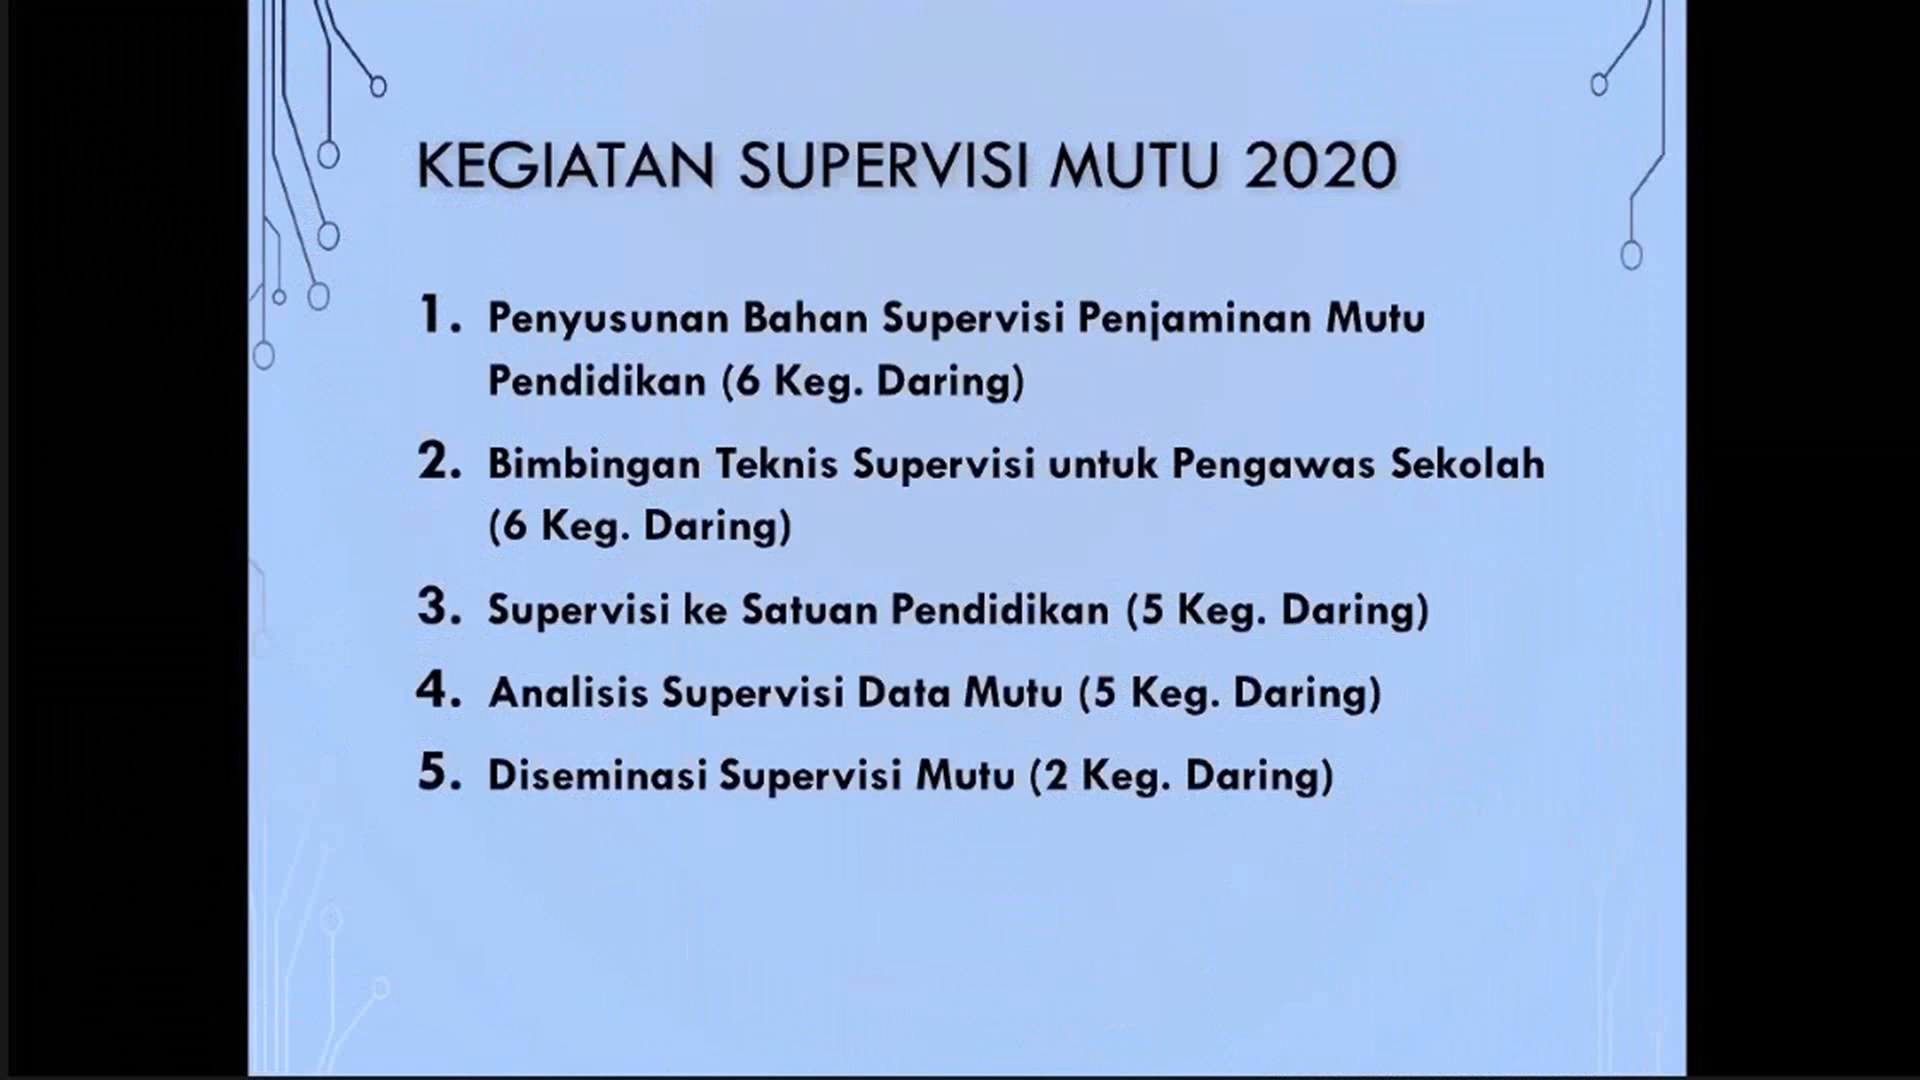 KEGIATAN SUPERVISI MUTU 2020
1. Penyusunan Bahan Supervisi Penjaminan Mutu
Pendidikan (6 Keg. Daring)
2. Bimbingan Teknis Supervisi untuk Pengawas Sekolah
(6 Keg. Daring)
3. Supervisi ke Satuan Pendidikan (5 Keg. Daring)
4. Analisis Supervisi Data Mutu (5 Keg. Daring)
5. Diseminasi Supervisi Mutu (2 Keg. Daring)